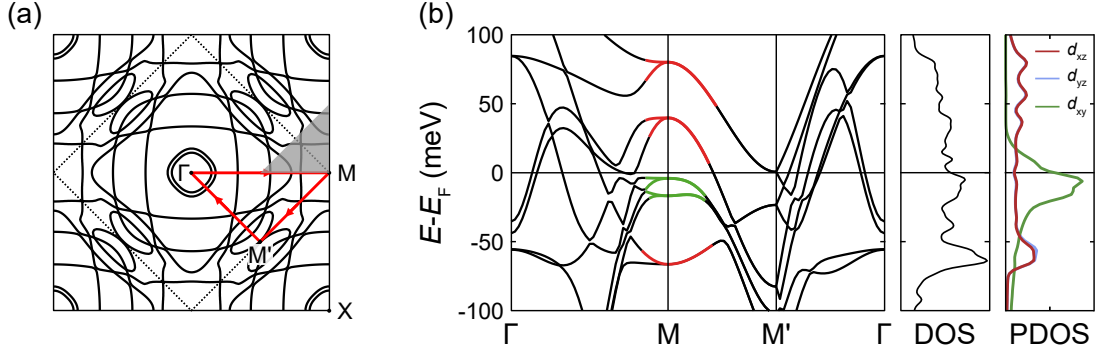 (a)
Γ
M
M'
X
(b)
E-E_F (meV)
100
50
0
-50
-100
Γ
M
M'
Γ
DOS
d_xz
d_yz
d_xy
PDOS